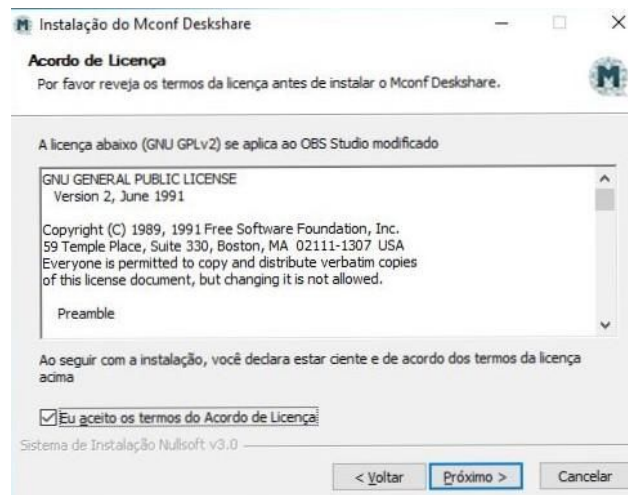 Instalação do Mconf Deskshare
Acordo de Licença
Por favor reveja os termos da licença antes de instalar o Mconf Deskshare.
M
A licença abaixo (GNU GPLv2) se aplica ao OBS Studio modificado
GNU GENERAL PUBLIC LICENSE
Version 2, June 1991
Copyright (C) 1989, 1991 Free Software Foundation, Inc.
59 Temple Place, Suite 330, Boston, MA 02111-1307 USA
Everyone is permitted to copy and distribute verbatim copies
of this license document, but changing it is not allowed.
Preamble
Ao seguir com a instalação, você declara estar ciente e de acordo dos termos da licença
acima
Eu aceito os termos do Acordo de Licença
Sistema de Instalação Nullsoft v3.0
< Voltar Próximo > Cancelar